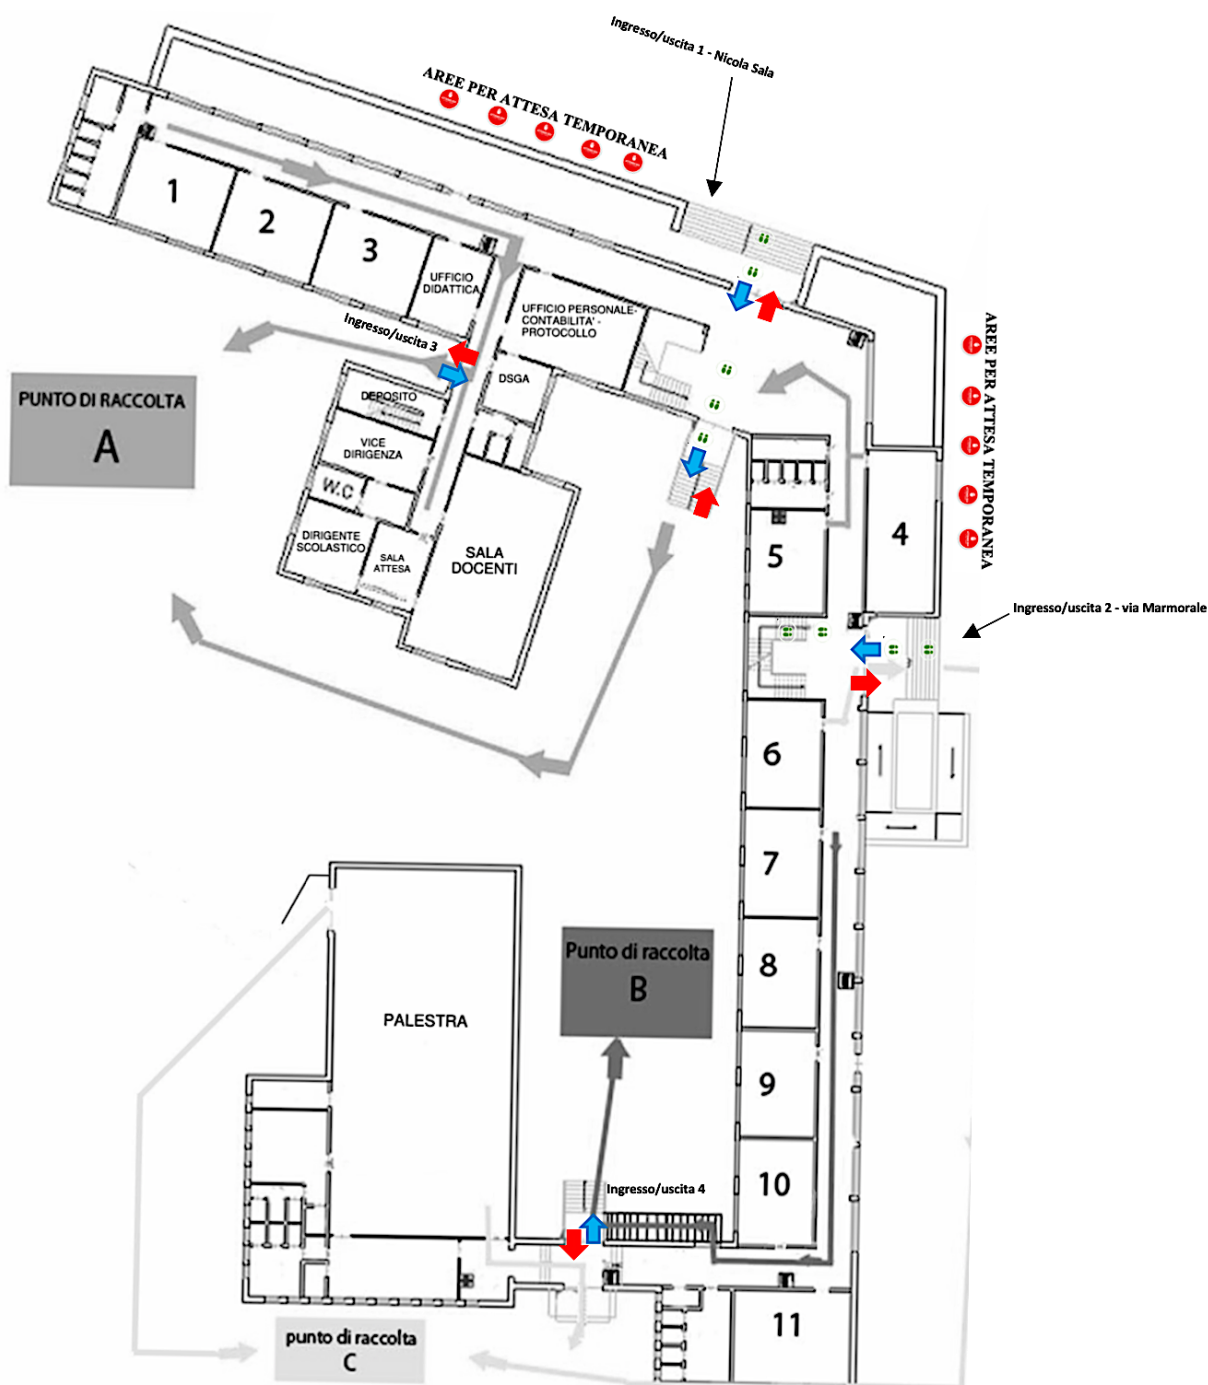 Ingresso/uscita 1 - Nicola Sala
AREE PER ATTESA TEMPORANEA
1
2
3
UFFICIO
DIDATTICA
UFFICIO PERSONALE-
CONTABILITA' -
PROTOCOLLO
Ingresso/uscita 3
DSGA
DEPOSITO
VICE
DIRIGENZA
W.C
DIRIGENTE
SCOLASTICO
SALA
ATTESA
SALA
DOCENTI
PUNTO DI RACCOLTA
A
AREE PER ATTESA TEMPORANEA
4
5
Ingresso/uscita 2 - via Marmorale
6
7
8
9
10
11
Punto di raccolta
B
PALESTRA
Ingresso/uscita 4
punto di raccolta
C